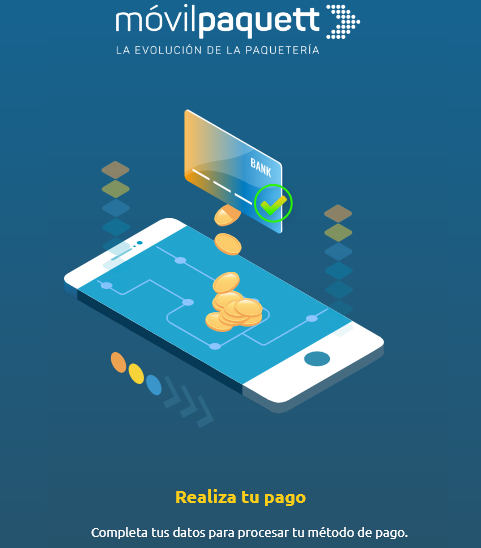 móvilpaquett
LA EVOLUCIÓN DE LA PAQUETERÍA
BANK
Realiza tu pago
Completa tus datos para procesar tu método de pago.